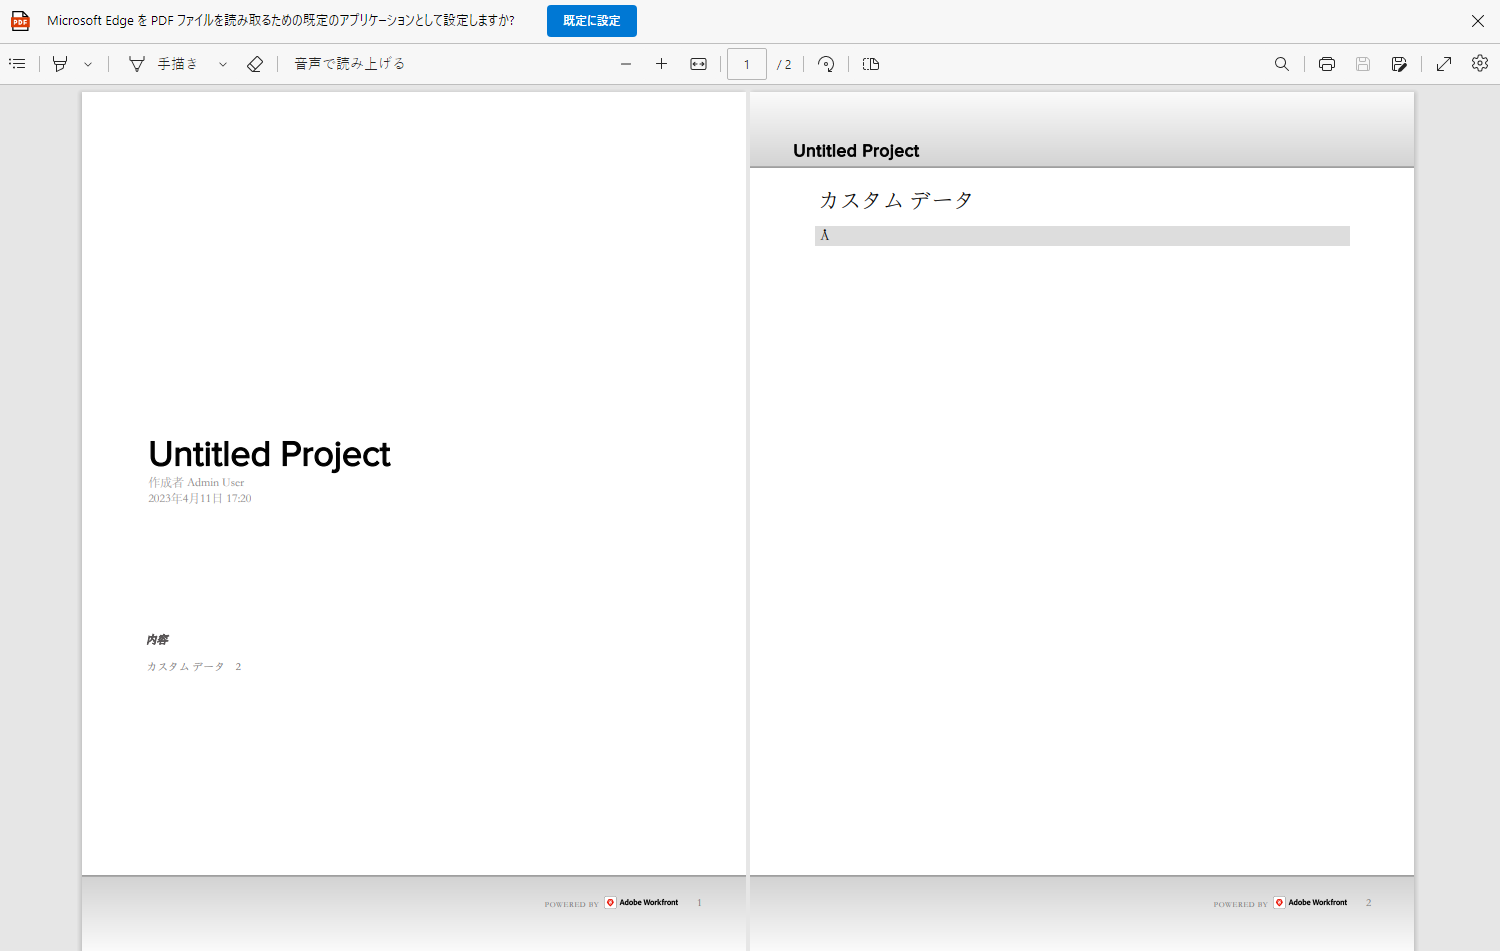 Microsoft Edge を PDF ファイルを読み取るための既定のアプリケーションとして設定しますか?
既定に設定
手描き
音声で読み上げる
1
/ 2
Untitled Project
作成者 Admin User
2023年4月11日 17:20
内容
カスタム データ 2
POWERED BY Adobe Workfront 1
Untitled Project
カスタム データ
Å
POWERED BY Adobe Workfront 2